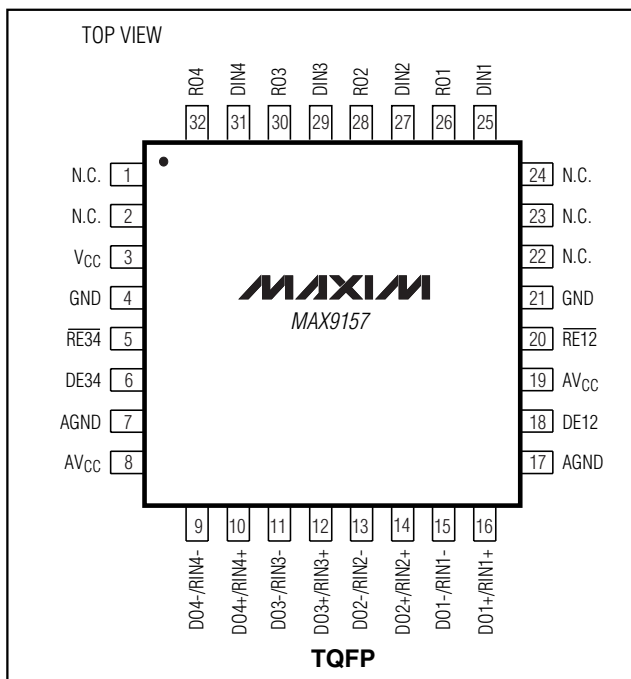 TOP VIEW
RO4 DIN4 RO3 DIN3 RO2 DIN2 RO1 DIN1
32 31 30 29 28 27 26 25
N.C. 1
N.C. 2
VCC 3
GND 4
RE34 5
DE34 6
AGND 7
AVCC 8
24 N.C.
23 N.C.
22 N.C.
21 GND
20 RE12
19 AVCC
18 DE12
17 AGND
MAXIM
MAX9157
9 10 11 12 13 14 15 16
DO4-/RIN4- DO4+/RIN4+ DO3-/RIN3- DO3+/RIN3+ DO2-/RIN2- DO2+/RIN2+ DO1-/RIN1- DO1+/RIN1+
TQFP